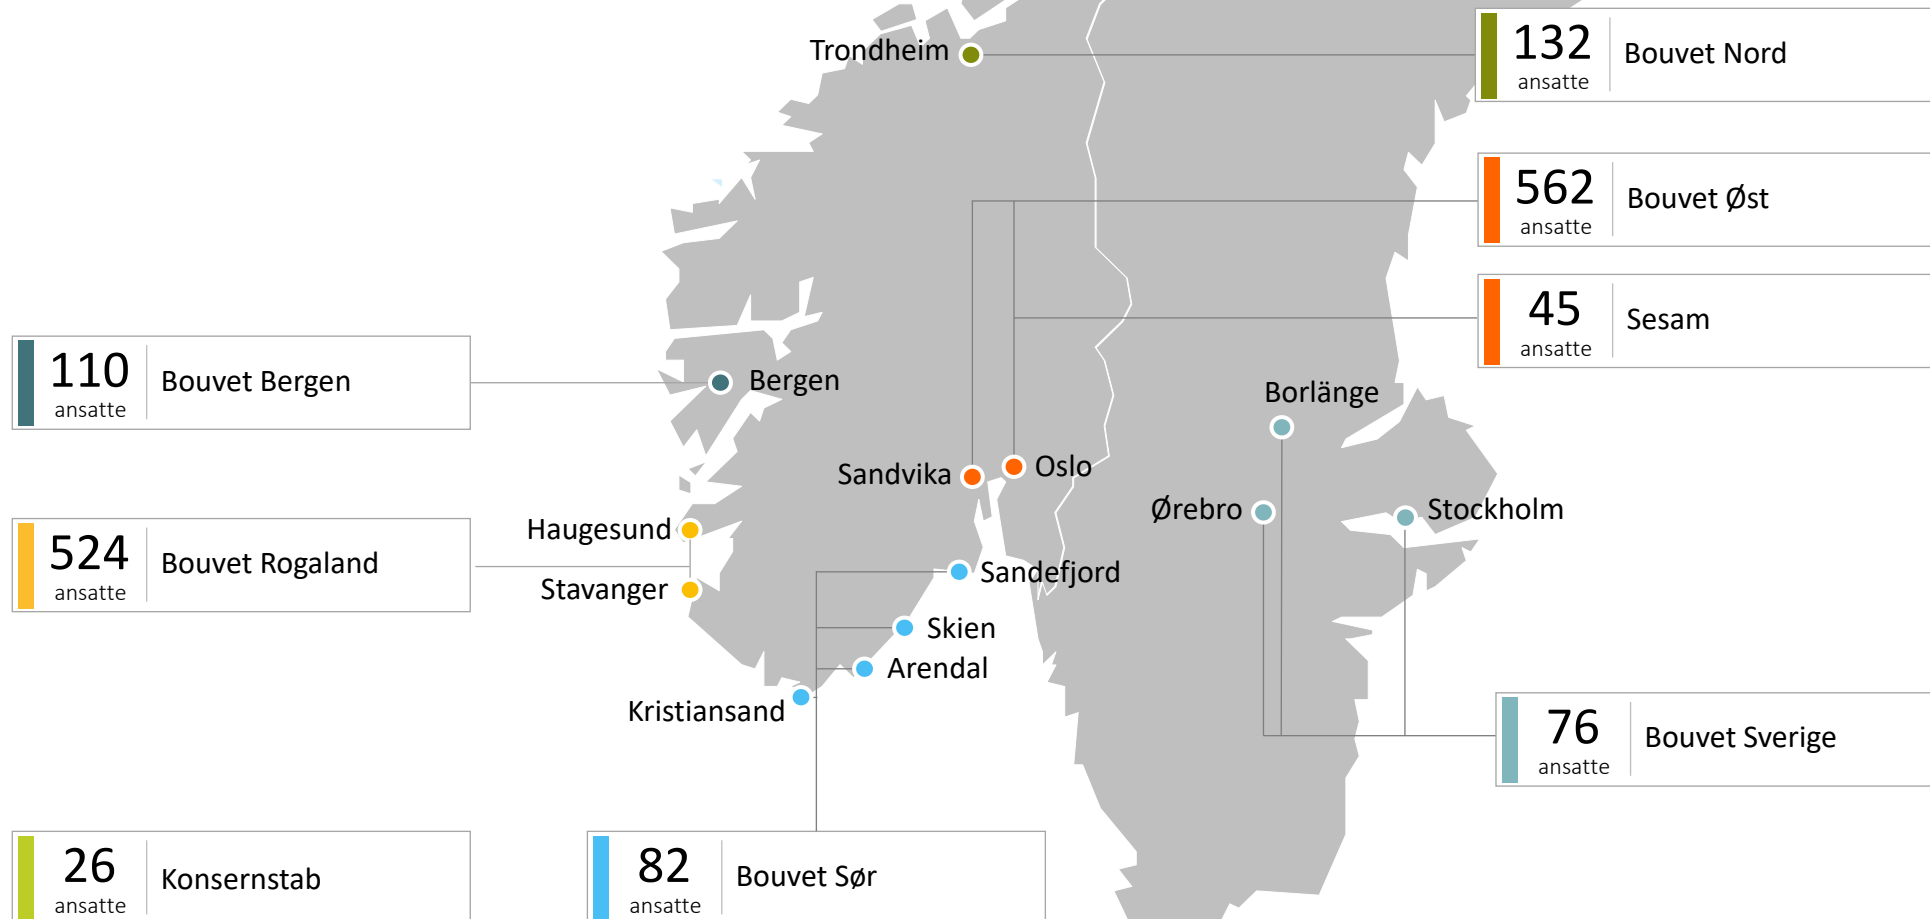 Trondheim
132
ansatte
Bouvet Nord
562
ansatte
Bouvet Øst
45
ansatte
Sesam
110
ansatte
Bouvet Bergen
Bergen
Borlänge
Sandvika
Oslo
Ørebro
Stockholm
Haugesund
524
ansatte
Bouvet Rogaland
Stavanger
Sandefjord
Skien
Arendal
Kristiansand
76
ansatte
Bouvet Sverige
26
ansatte
Konsernstab
82
ansatte
Bouvet Sør